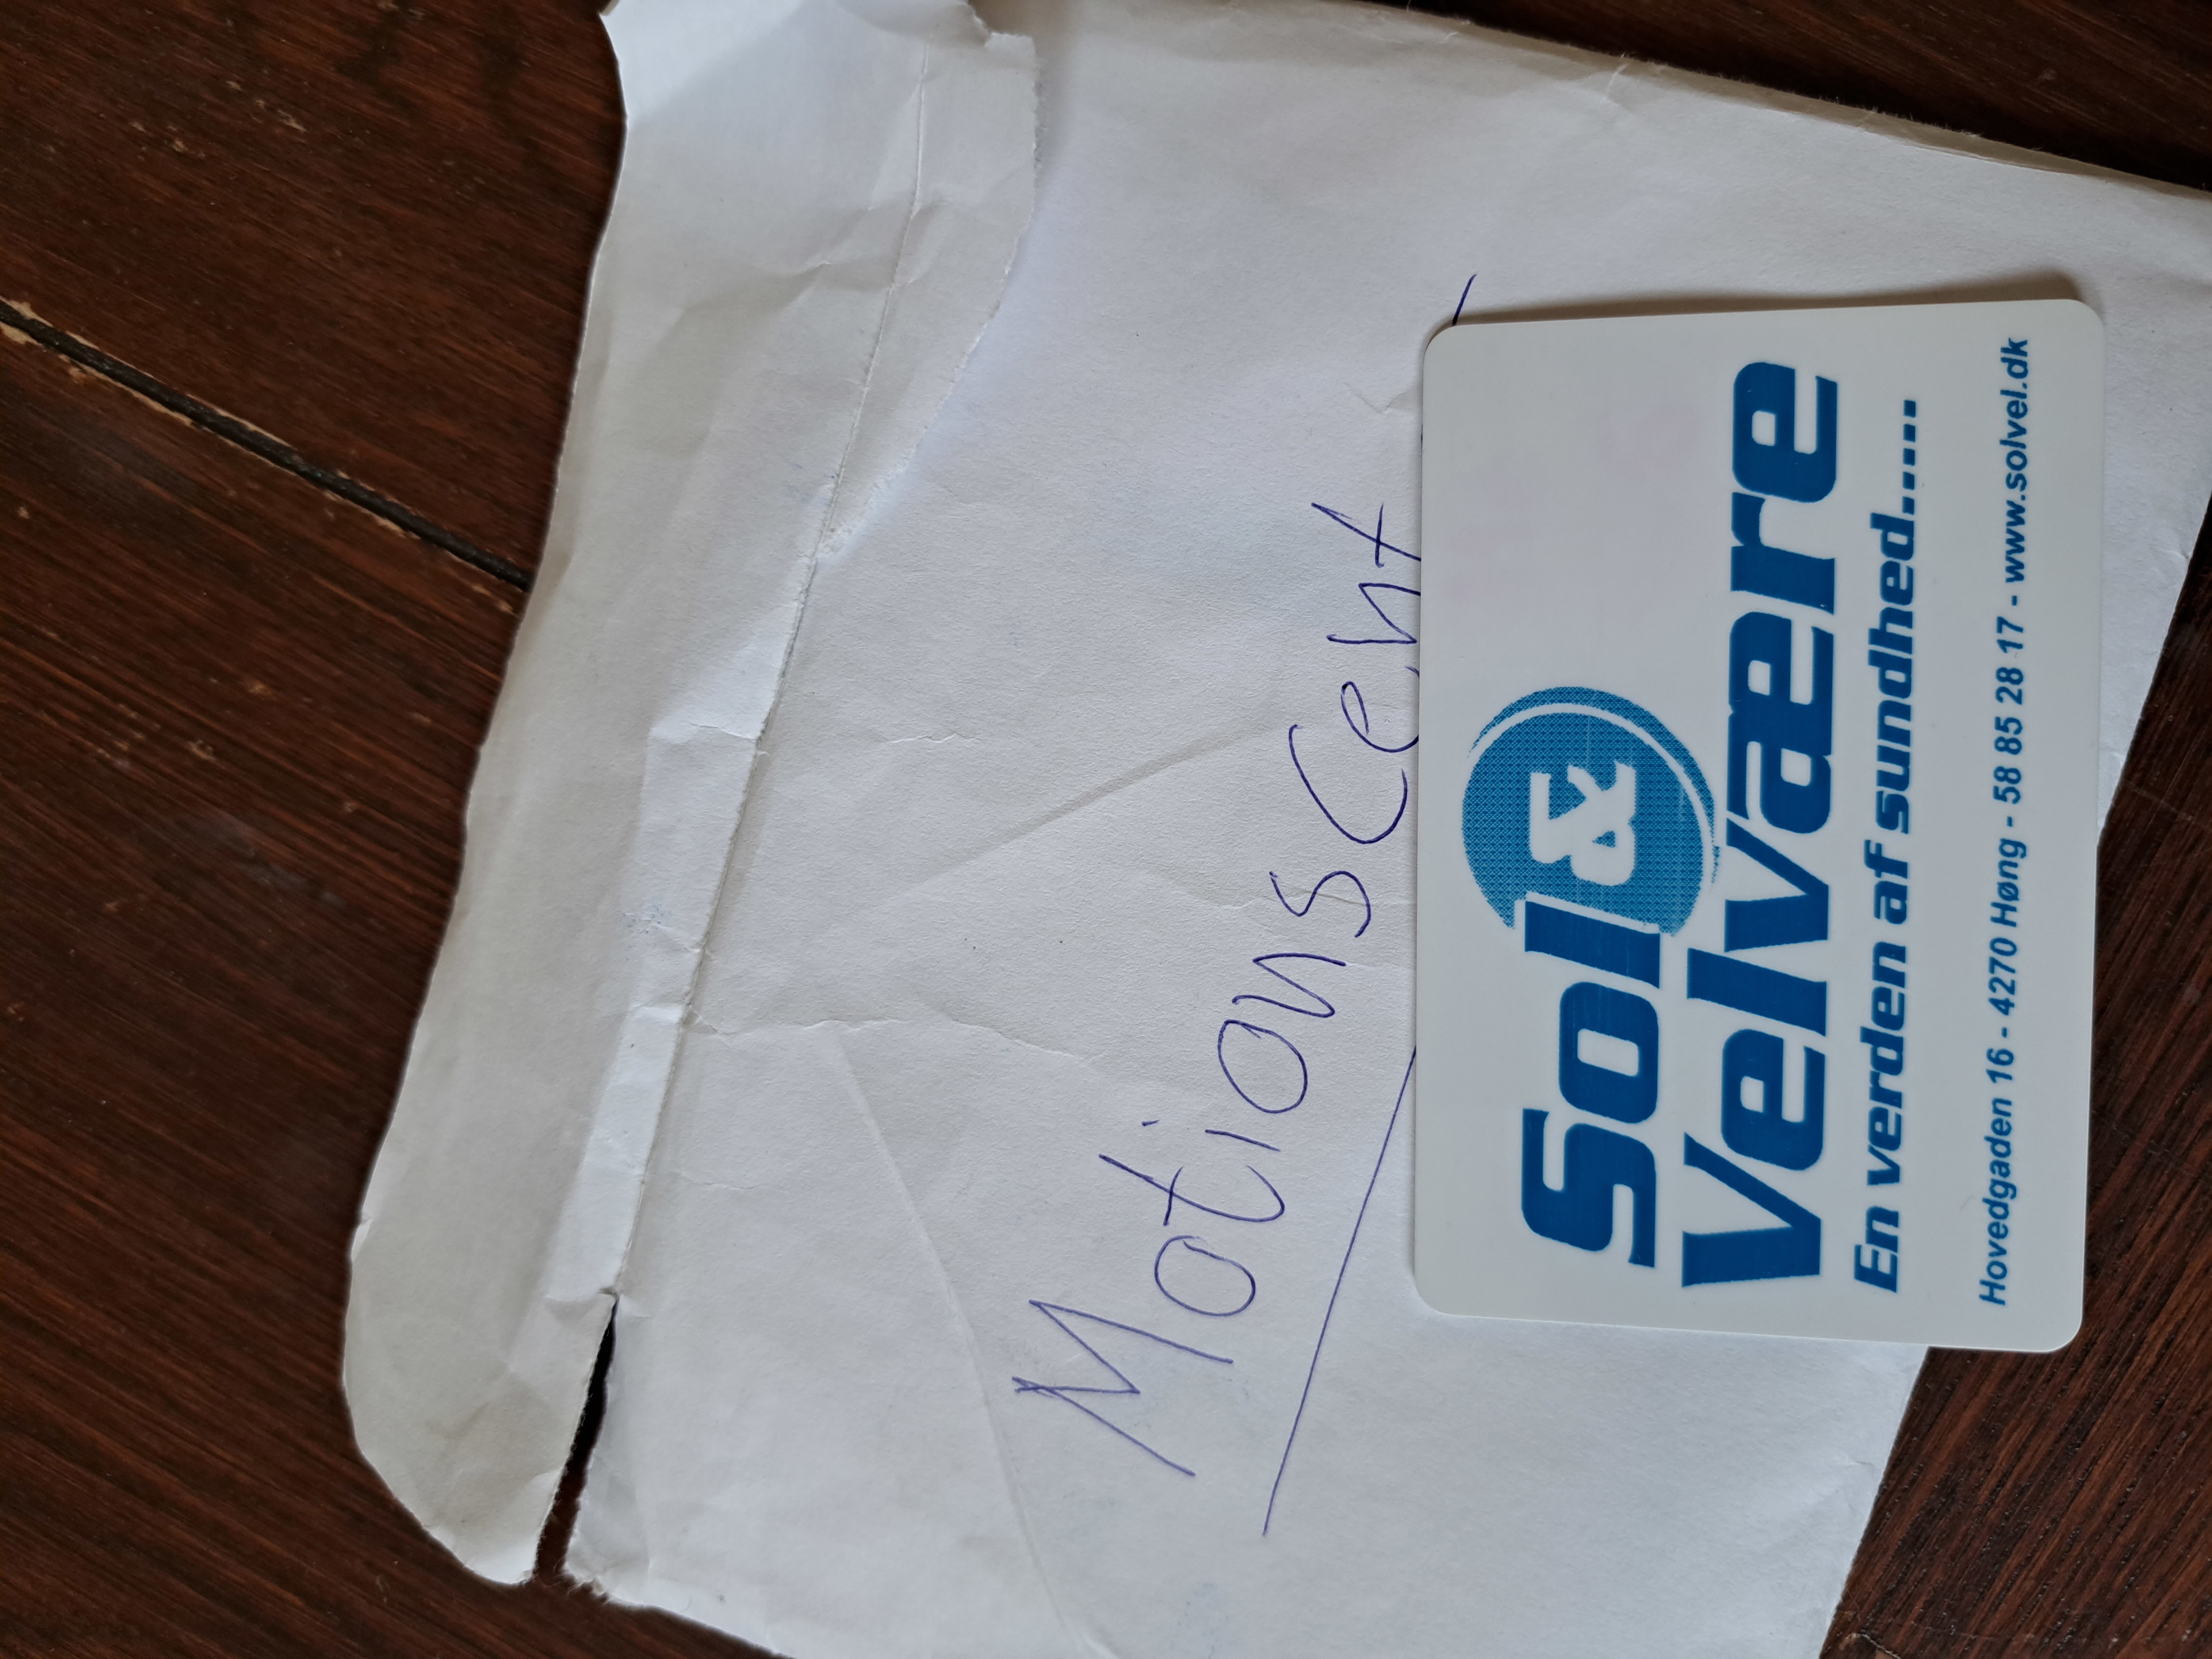 Motionscent
Sol &
Velvære
En verden af sundhed.....
Hovedgaden 16 - 4270 Høng - 58 85 28 17 - www.solvel.dk